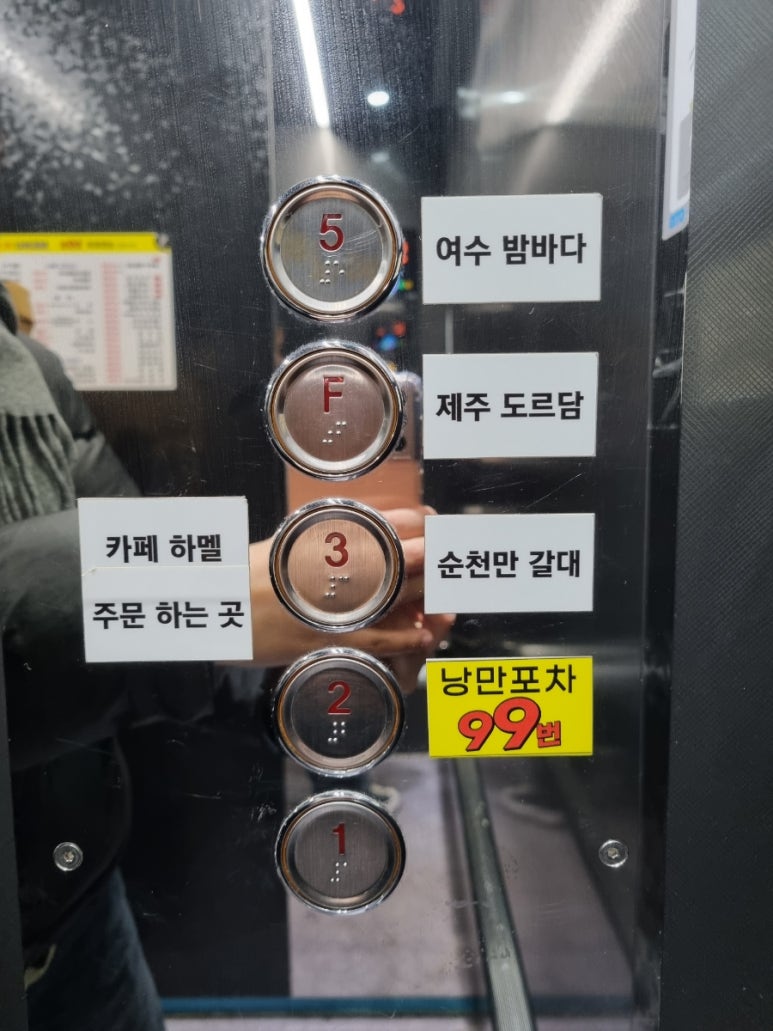 5 여수 밤바다
F 제주 도르담
카페 하멜
주문 하는 곳
3 순천만 갈대
2 낭만포차
99번
1